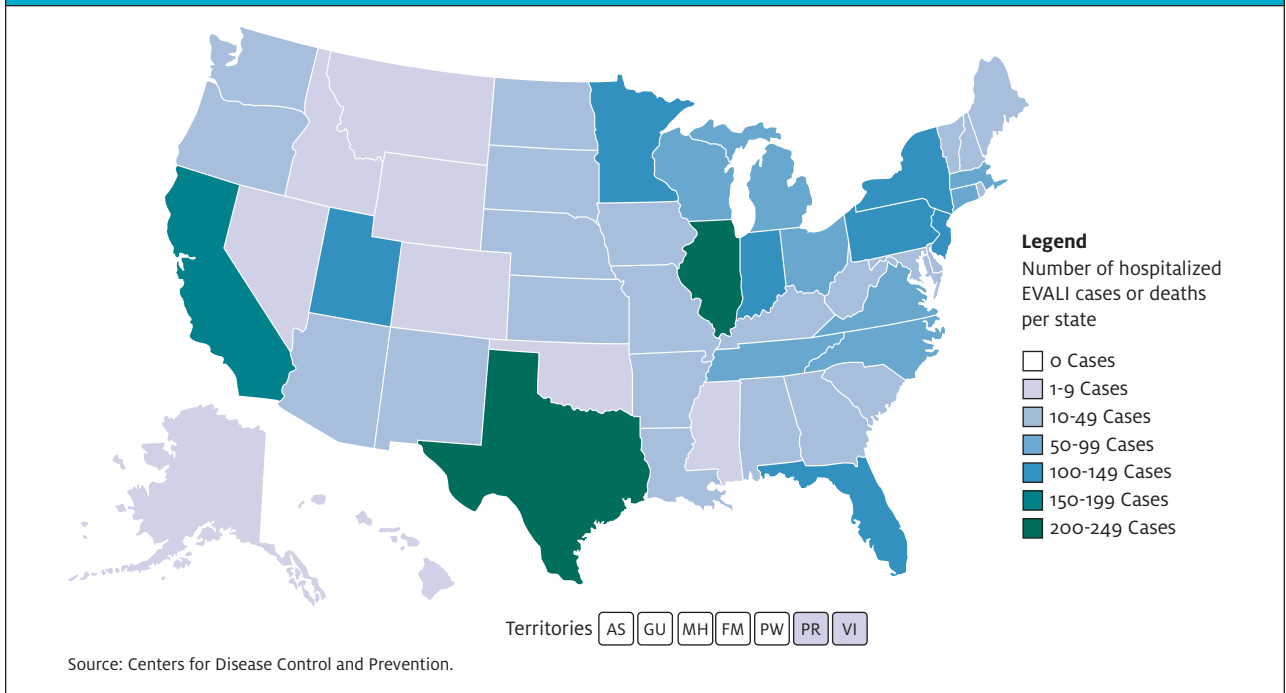 Legend
Number of hospitalized
EVALI cases or deaths
per state
0 Cases
1-9 Cases
10-49 Cases
50-99 Cases
100-149 Cases
150-199 Cases
200-249 Cases
Territories AS GU MH FM PW PR VI
Source: Centers for Disease Control and Prevention.